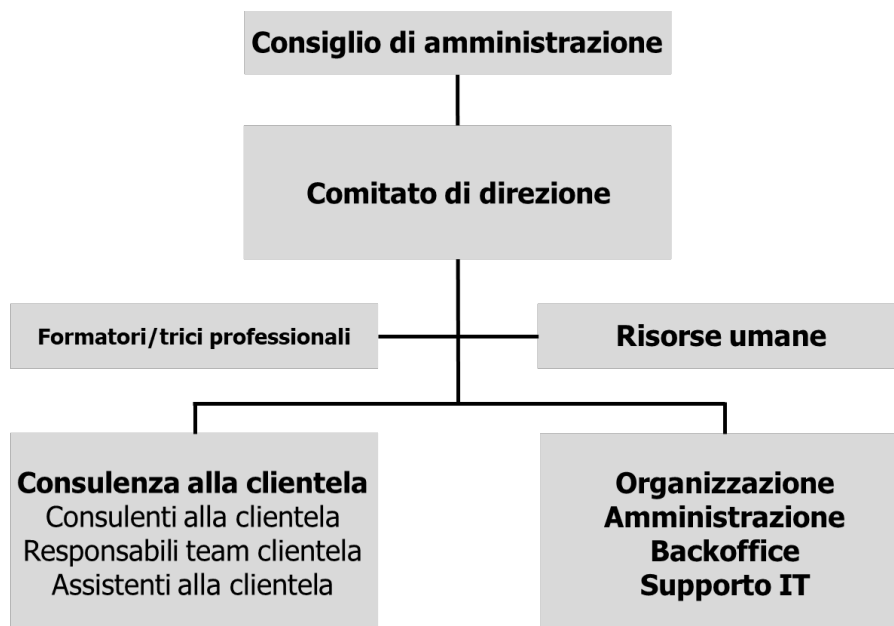 Consiglio di amministrazione
Comitato di direzione
Formatori/trici professionali
Risorse umane
Consulenza alla clientela
Consulenti alla clientela
Responsabili team clientela
Assistenti alla clientela
Organizzazione
Amministrazione
Backoffice
Supporto IT